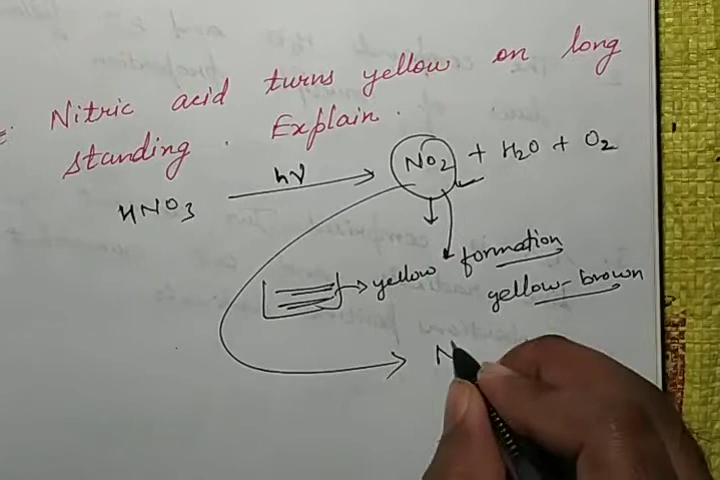 Nitric acid turns yellow on long
standing. Explain.
HNO3 hν NO2 + H2O + O2
yellow formation
yellow-brown
N